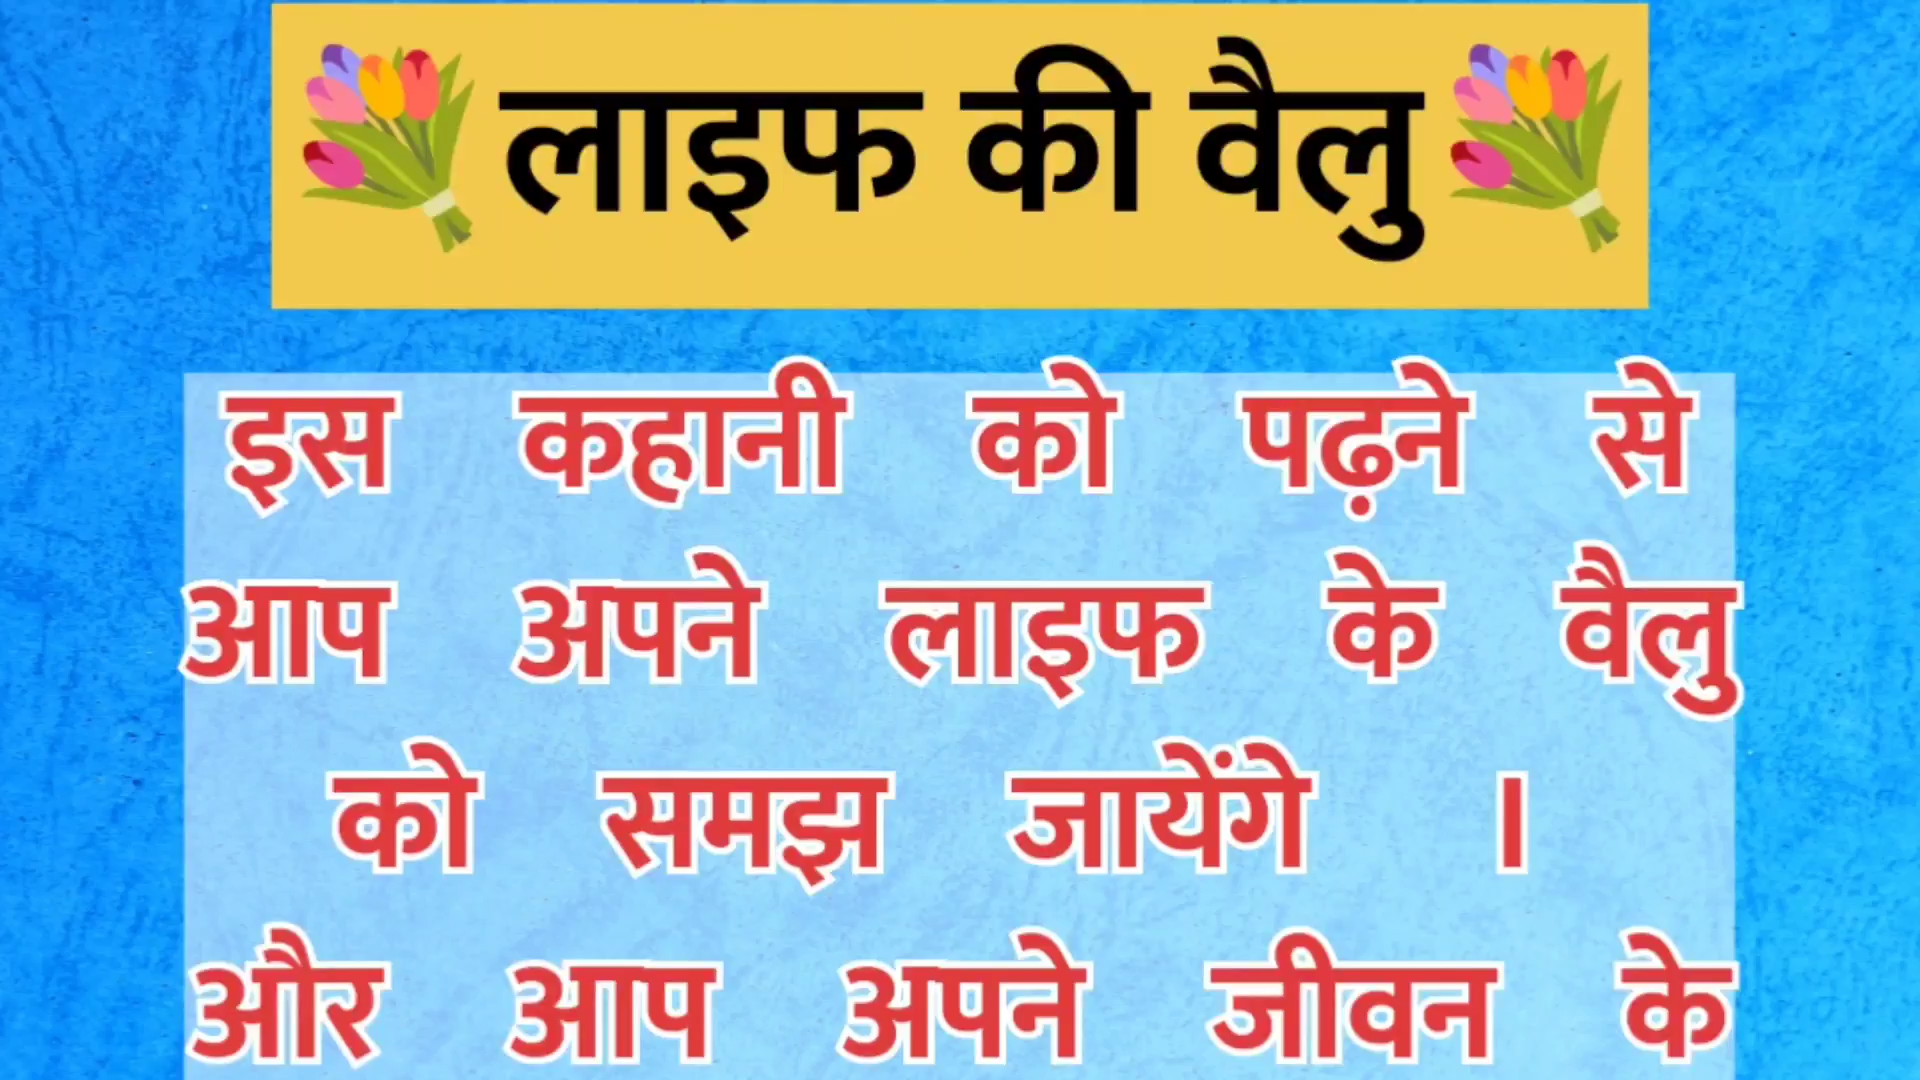 लाइफ की वैलु
इस कहानी को पढ़ने से
आप अपने लाइफ के वैलु
को समझ जायेंगे ।
और आप अपने जीवन के